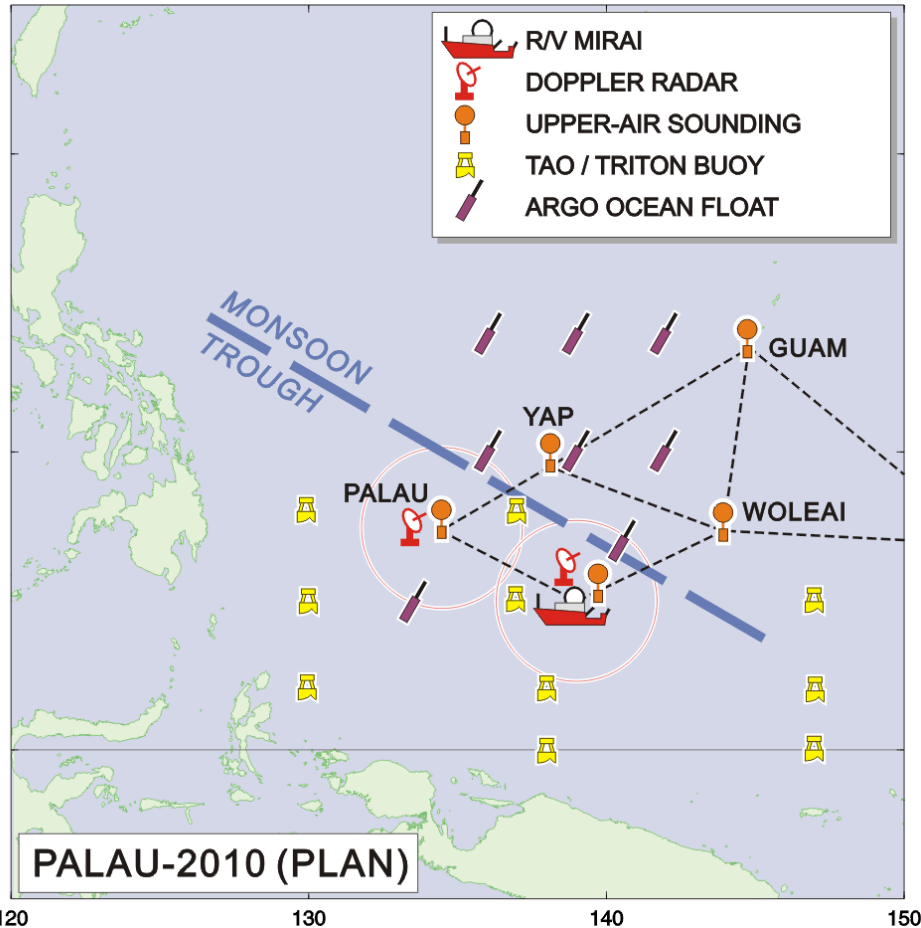 R/V MIRAI
DOPPLER RADAR
UPPER-AIR SOUNDING
TAO / TRITON BUOY
ARGO OCEAN FLOAT
MONSOON
TROUGH
GUAM
YAP
PALAU
WOLEAI
PALAU-2010 (PLAN)
120
130
140
150